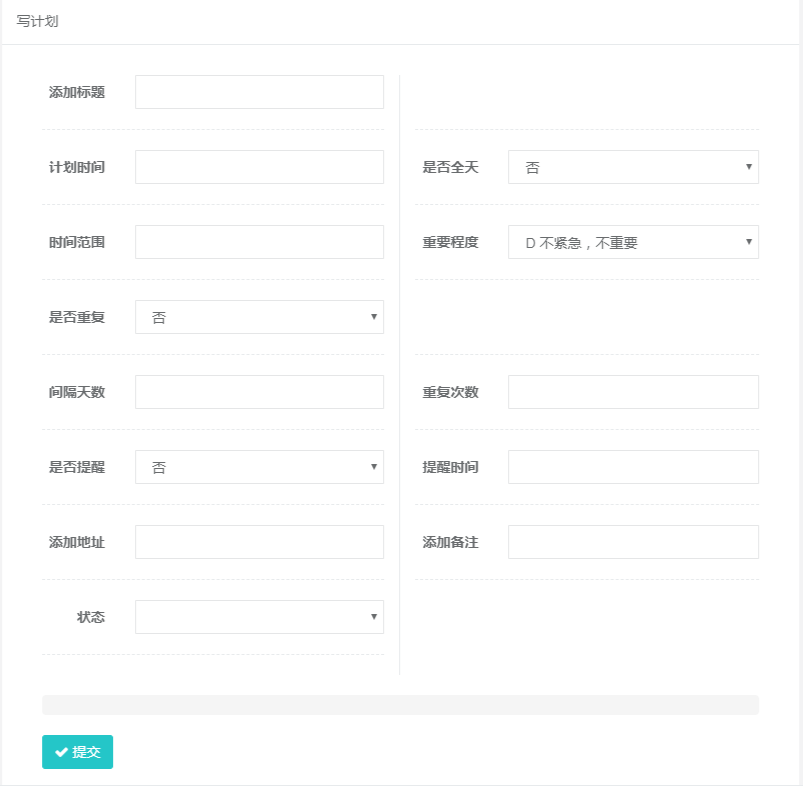 写计划
添加标题
计划时间
是否全天 否
时间范围
重要程度 D 不紧急，不重要
是否重复 否
间隔天数
重复次数
是否提醒 否
提醒时间
添加地址
添加备注
状态
提交